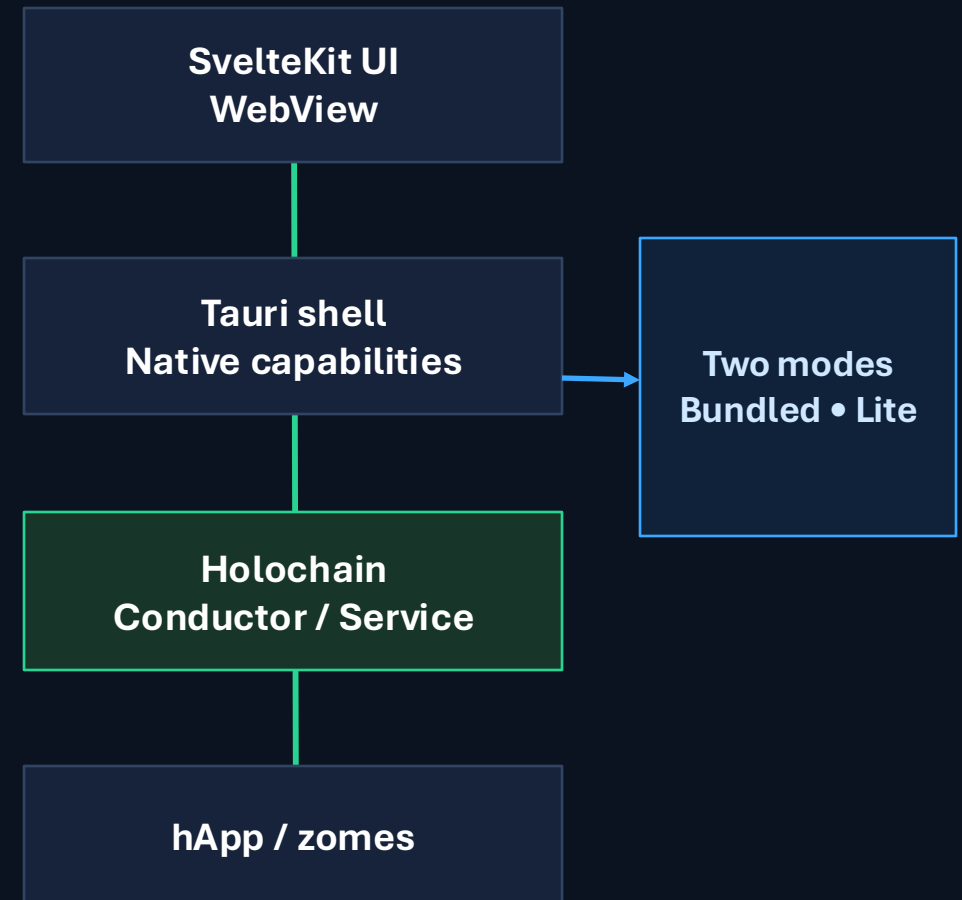 SvelteKit UI
WebView
Tauri shell
Native capabilities
Two modes
Bundled • Lite
Holochain
Conductor / Service
hApp / zomes